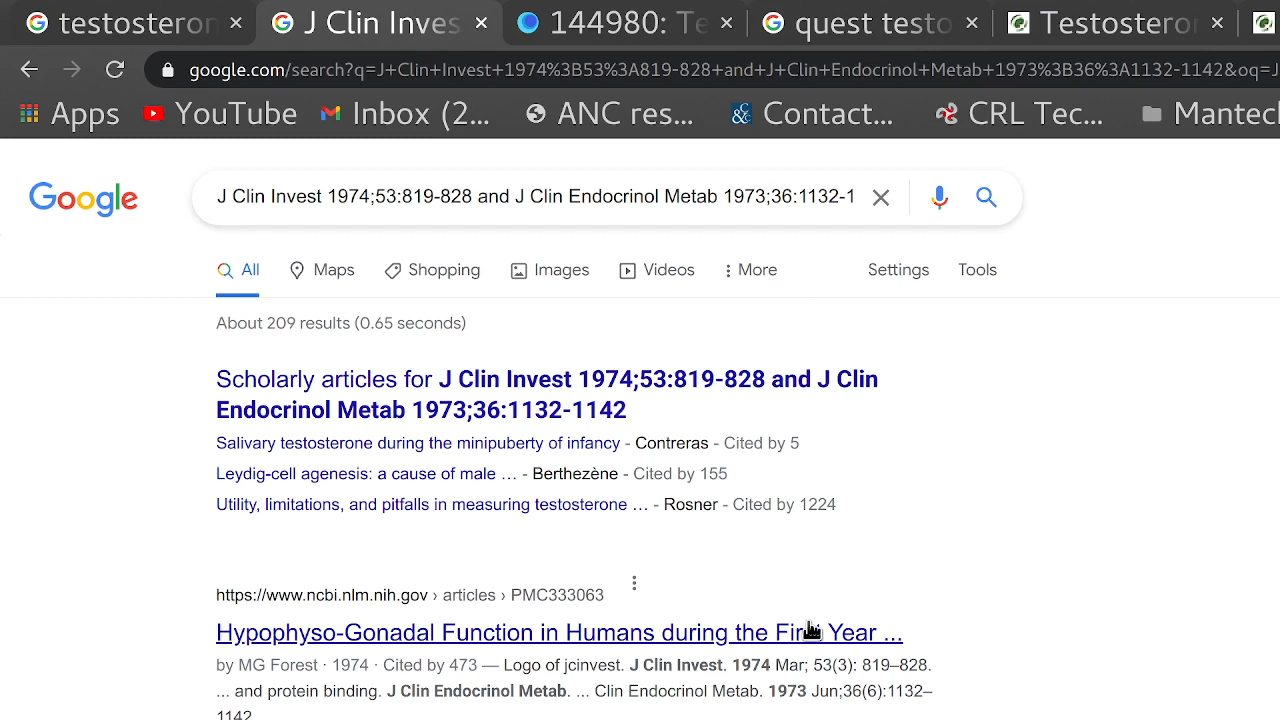 testosteron
J Clin Inves
144980: Te
quest testo
Testosteron
google.com/search?q=J+Clin+Invest+1974%3B53%3A819-828+and+J+Clin+Endocrinol+Metab+1973%3B36%3A1132-1142&oq=J
Apps YouTube Inbox (2... ANC res... Contact... CRL Tec... Mantech
Google
J Clin Invest 1974;53:819-828 and J Clin Endocrinol Metab 1973;36:1132-1
All Maps Shopping Images Videos More Settings Tools
About 209 results (0.65 seconds)
Scholarly articles for J Clin Invest 1974;53:819-828 and J Clin
Endocrinol Metab 1973;36:1132-1142
Salivary testosterone during the minipuberty of infancy - Contreras - Cited by 5
Leydig-cell agenesis: a cause of male … - Berthezène - Cited by 155
Utility, limitations, and pitfalls in measuring testosterone … - Rosner - Cited by 1224
https://www.ncbi.nlm.nih.gov › articles › PMC333063
Hypophyso-Gonadal Function in Humans during the First Year ...
by MG Forest · 1974 · Cited by 473 — Logo of jcinvest. J Clin Invest. 1974 Mar; 53(3): 819–828.
... and protein binding. J Clin Endocrinol Metab. ... Clin Endocrinol Metab. 1973 Jun;36(6):1132–
1142